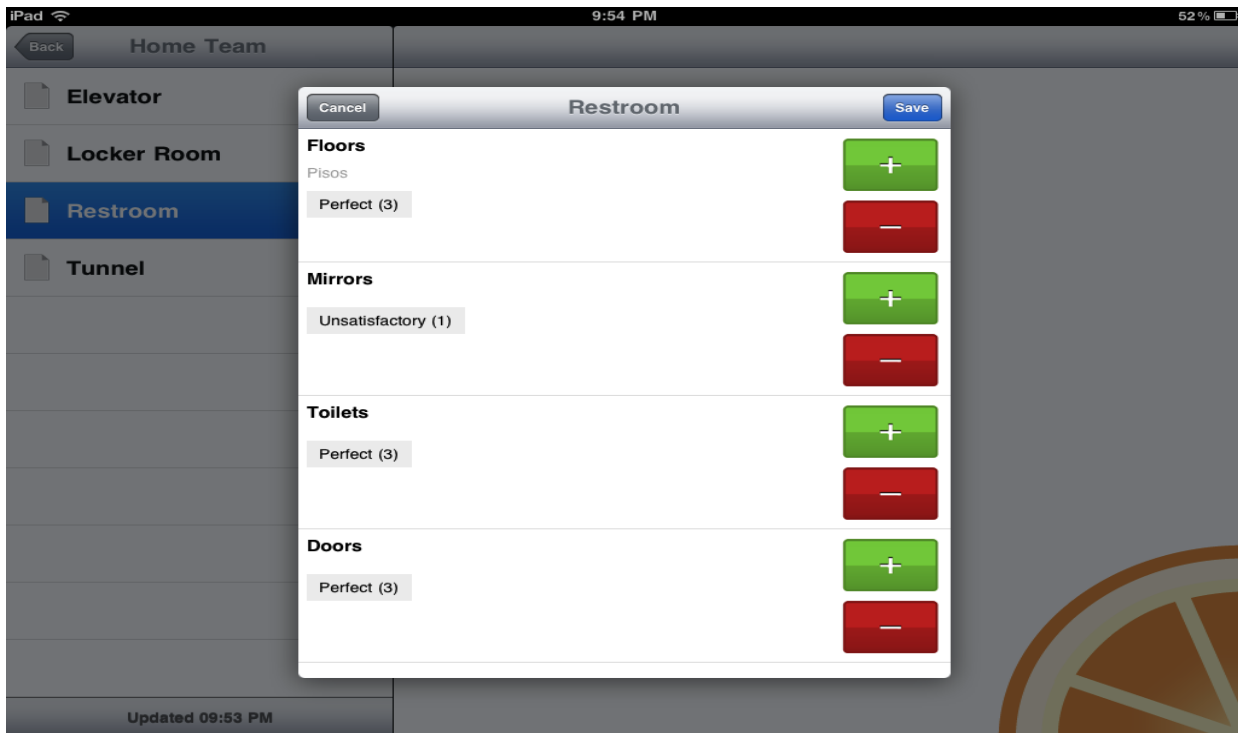 iPad 9:54 PM 52%
Back Home Team
Elevator
Locker Room
Restroom
Tunnel
Updated 09:53 PM
Cancel Restroom Save
Floors
Pisos
Perfect (3)
+
−
Mirrors
Unsatisfactory (1)
+
−
Toilets
Perfect (3)
+
−
Doors
Perfect (3)
+
−